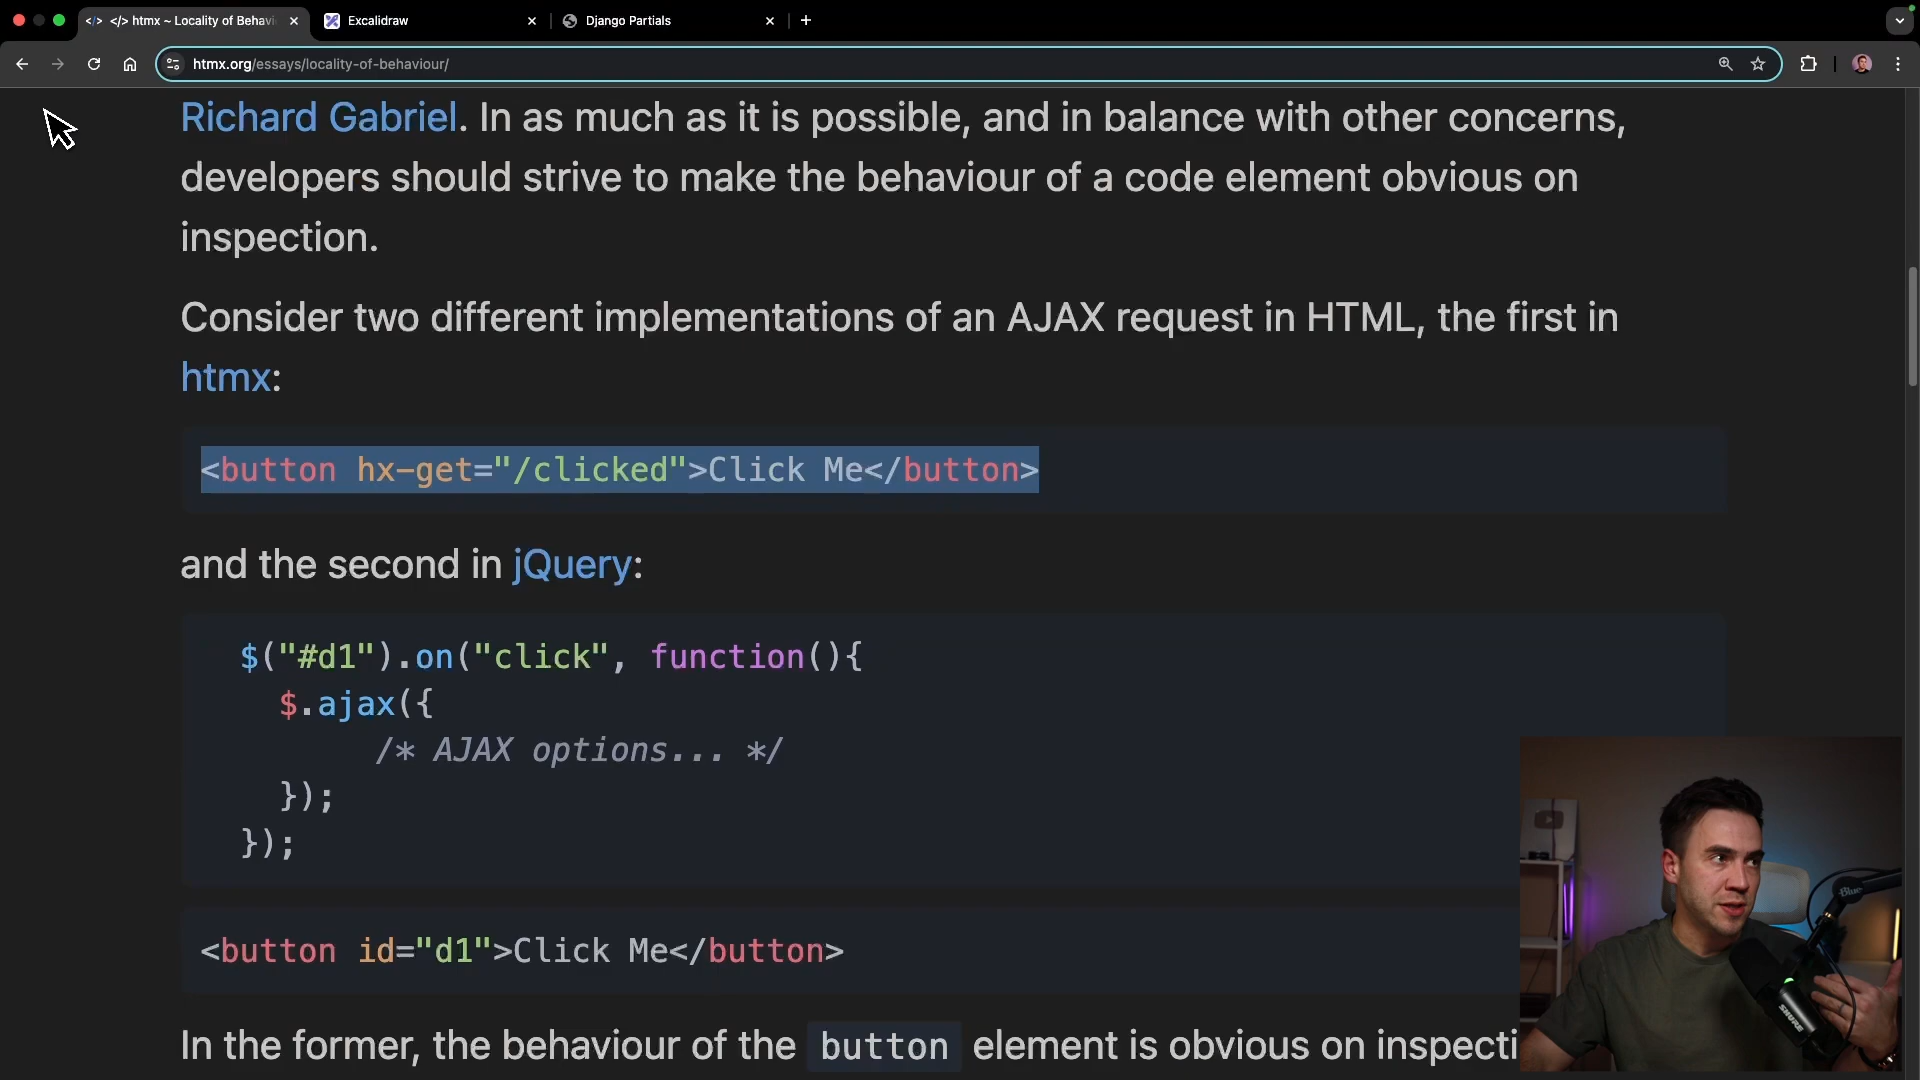 </> </> htmx ~ Locality of Behavi
Excalidraw
Django Partials
htmx.org/essays/locality-of-behaviour/
Richard Gabriel. In as much as it is possible, and in balance with other concerns,
developers should strive to make the behaviour of a code element obvious on
inspection.
Consider two different implementations of an AJAX request in HTML, the first in
htmx:
<button hx-get="/clicked">Click Me</button>
and the second in jQuery:
$("#d1").on("click", function(){
$.ajax({
/* AJAX options... */
});
});
<button id="d1">Click Me</button>
In the former, the behaviour of the button element is obvious on inspecti
Blue
SHURE